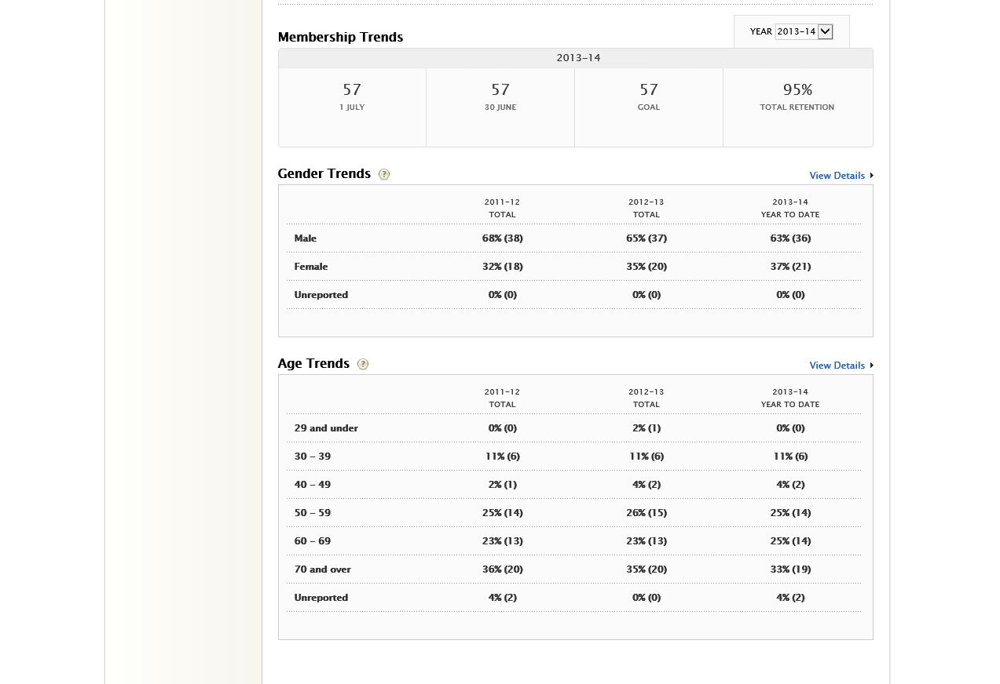 Membership Trends
YEAR 2013-14
2013-14
57 57 57 95%
1 JULY 30 JUNE GOAL TOTAL RETENTION
Gender Trends ? View Details
2011-12 2012-13 2013-14
TOTAL TOTAL YEAR TO DATE
Male 68% (38) 65% (37) 63% (36)
Female 32% (18) 35% (20) 37% (21)
Unreported 0% (0) 0% (0) 0% (0)
Age Trends ? View Details
2011-12 2012-13 2013-14
TOTAL TOTAL YEAR TO DATE
29 and under 0% (0) 2% (1) 0% (0)
30 - 39 11% (6) 11% (6) 11% (6)
40 - 49 2% (1) 4% (2) 4% (2)
50 - 59 25% (14) 26% (15) 25% (14)
60 - 69 23% (13) 23% (13) 25% (14)
70 and over 36% (20) 35% (20) 33% (19)
Unreported 4% (2) 0% (0) 4% (2)